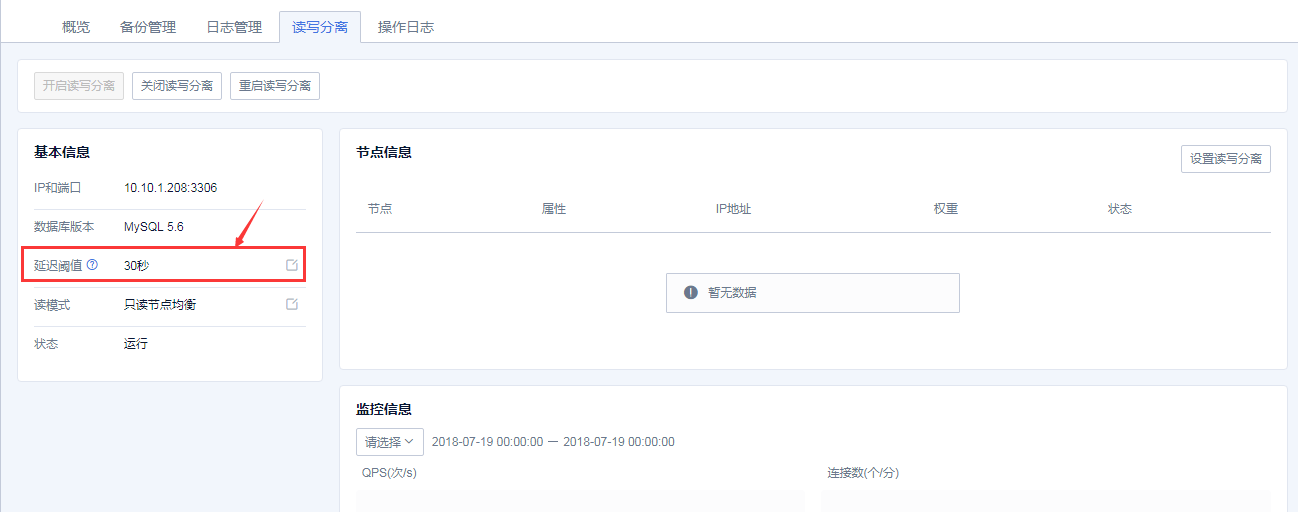 概览 备份管理 日志管理 读写分离 操作日志
开启读写分离 关闭读写分离 重启读写分离
基本信息
IP和端口 10.10.1.208:3306
数据库版本 MySQL 5.6
延迟阈值 30秒
读模式 只读节点均衡
状态 运行
节点信息
设置读写分离
节点 属性 IP地址 权重 状态
暂无数据
监控信息
请选择 2018-07-19 00:00:00 — 2018-07-19 00:00:00
QPS(次/s) 连接数(个/分)